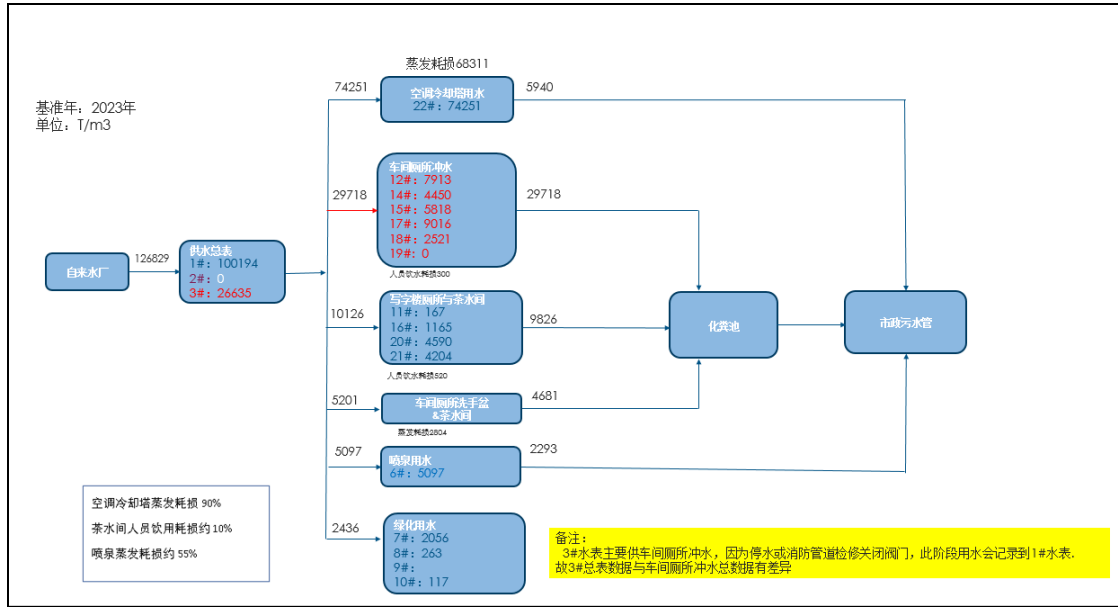 蒸发耗损68311
74251
空调冷却塔用水
22#：74251
5940
基准年：2023年
单位：T/m3
29718
车间厕所冲水
12#：7913
14#：4450
15#：5818
17#：9016
18#：2521
19#：0
29718
人员饮水耗损300
自来水厂
126829
供水总表
1#：100194
2#：0
3#：26635
10126
写字楼厕所与茶水间
11#：167
16#：1165
20#：4590
21#：4204
9826
人员饮水耗损520
化粪池
市政污水管
5201
车间厕所洗手盆
&茶水间
4681
蒸发耗损2804
5097
喷泉用水
6#：5097
2293
2436
绿化用水
7#：2056
8#：263
9#：
10#：117
空调冷却塔蒸发耗损 90%
茶水间人员饮用耗损约 10%
喷泉蒸发耗损约 55%
备注：
3#水表主要供车间厕所冲水，因为停水或消防管道检修关闭阀门，此阶段用水会记录到1#水表.
故3#总表数据与车间厕所冲水总数据有差异